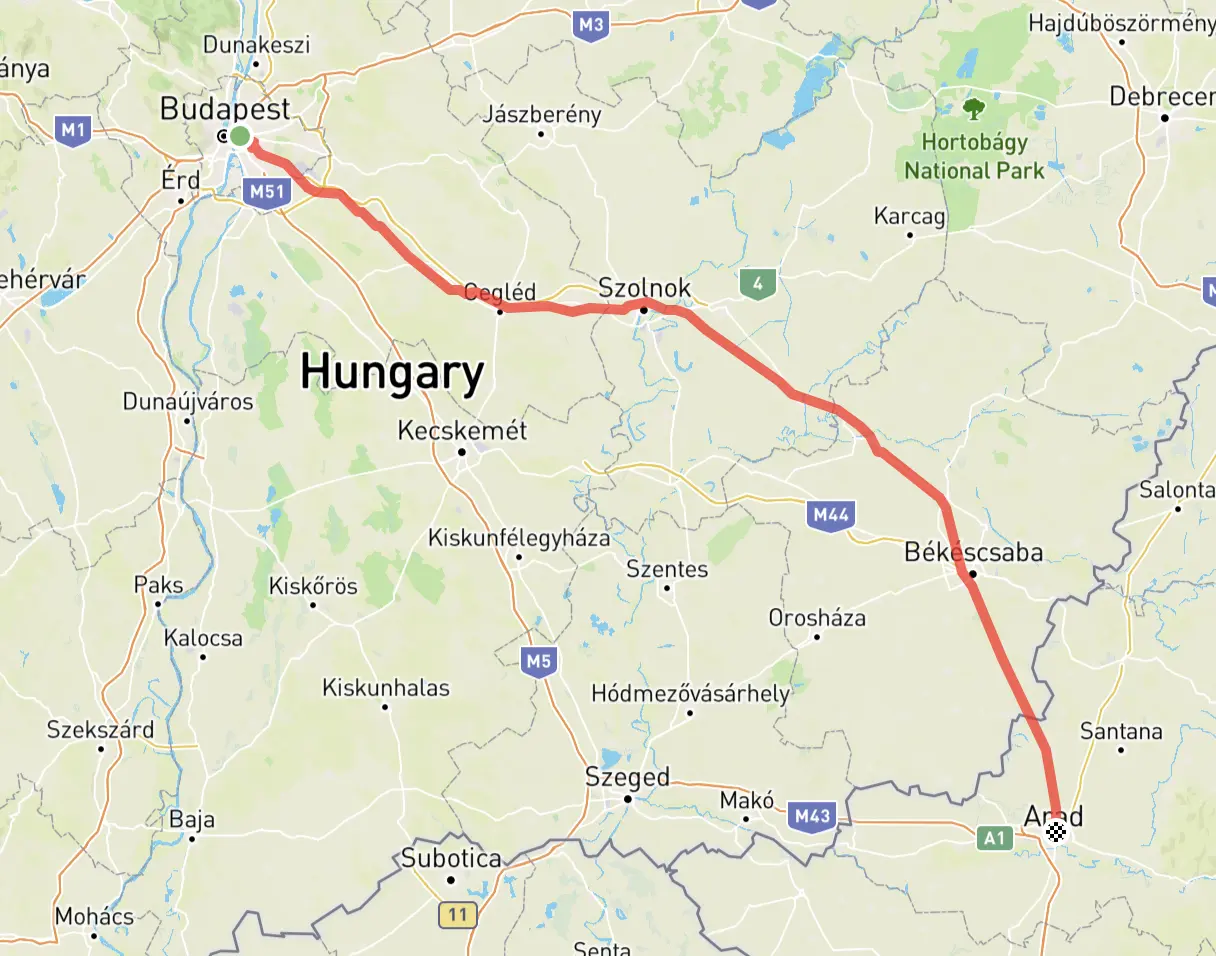 M3
Hajdúböszörmény
Dunakeszi
ánya
Budapest
Jászberény
Debrecen
M1
Hortobágy
National Park
Érd
M51
Karcag
ehérvár
Cegléd
Szolnok
4
Hungary
Dunaújváros
Kecskemét
Salonta
M44
Kiskunfélegyháza
Békéscsaba
Szentes
Paks
Kiskőrös
Orosháza
Kalocsa
M5
Kiskunhalas
Hódmezővásárhely
Szekszárd
Santana
Szeged
Makó
M43
Arad
A1
Baja
Subotica
11
Mohács
Senta